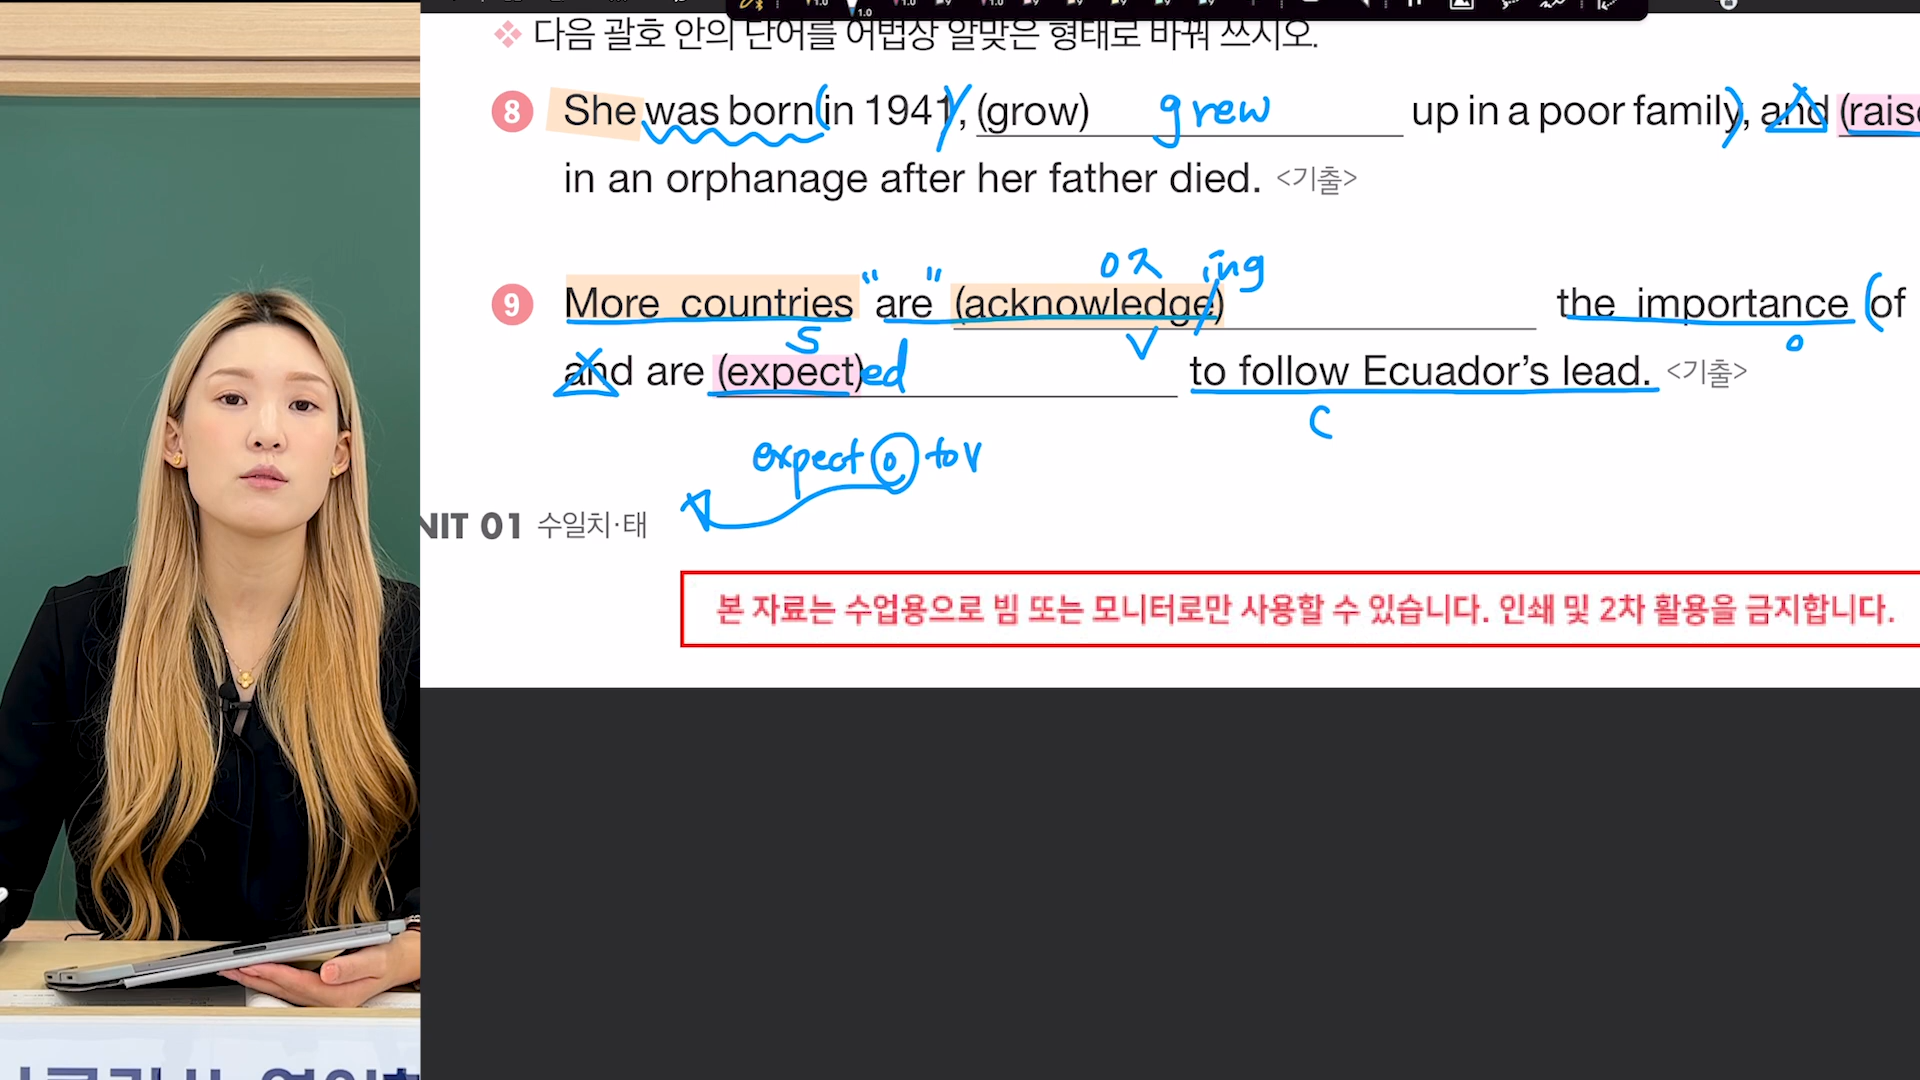 ❖ 다음 괄호 안의 단어를 어법상 알맞은 형태로 바꿔 쓰시오.
8 She was born (in 1941, (grow) grew up in a poor family), and (raise
in an orphanage after her father died. <기출>
o ㅈ ing
9 More countries "are" (acknowledge) the importance (of
S V o
and are (expect)ed to follow Ecuador's lead. <기출>
C
expect o to v
NIT 01 수일치·태
본 자료는 수업용으로 빔 또는 모니터로만 사용할 수 있습니다. 인쇄 및 2차 활용을 금지합니다.